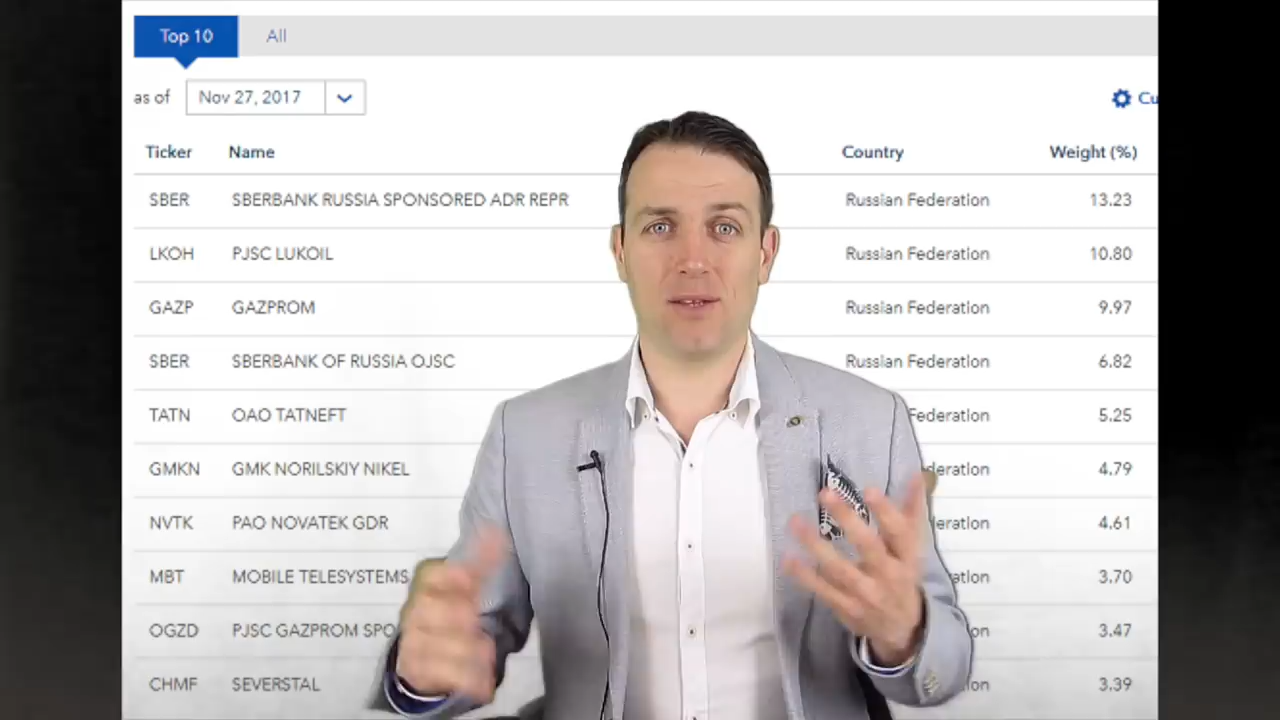 Top 10 All
as of Nov 27, 2017
Ticker Name Country Weight (%)
SBER SBERBANK RUSSIA SPONSORED ADR REPR Russian Federation 13.23
LKOH PJSC LUKOIL Russian Federation 10.80
GAZP GAZPROM Russian Federation 9.97
SBER SBERBANK OF RUSSIA OJSC Russian Federation 6.82
TATN OAO TATNEFT Federation 5.25
GMKN GMK NORILSKIY NIKEL 4.79
NVTK PAO NOVATEK GDR 4.61
MBT MOBILE TELESYSTEMS 3.70
OGZD PJSC GAZPROM 3.47
CHMF SEVERSTAL 3.39